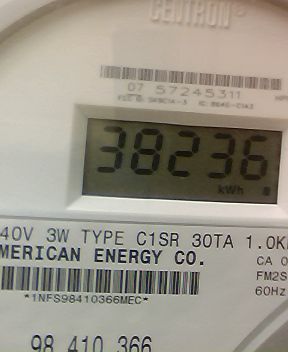 CENTRON®
07 57245311
38236
kWh
40V 3W TYPE C1SR 30TA 1.0K
MERICAN ENERGY CO.
CA 0
FM2S
60Hz
*1NFS98410366MEC*
98 410 366